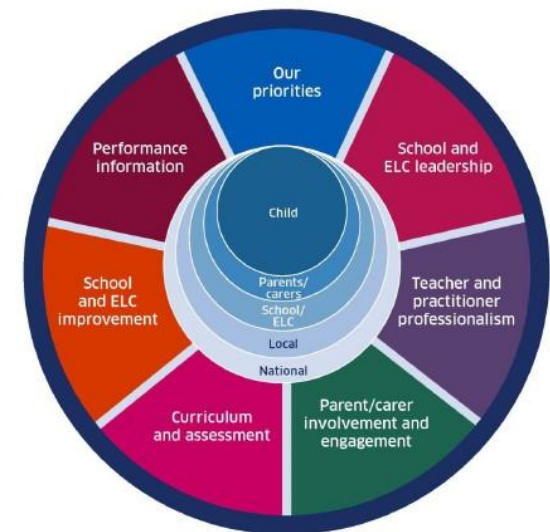 Our
priorities
School and
ELC leadership
Teacher and
practitioner
professionalism
Parent/carer
involvement and
engagement
Curriculum
and assessment
School
and ELC
improvement
Performance
information
Child
Parents/
carers
School/
ELC
Local
National